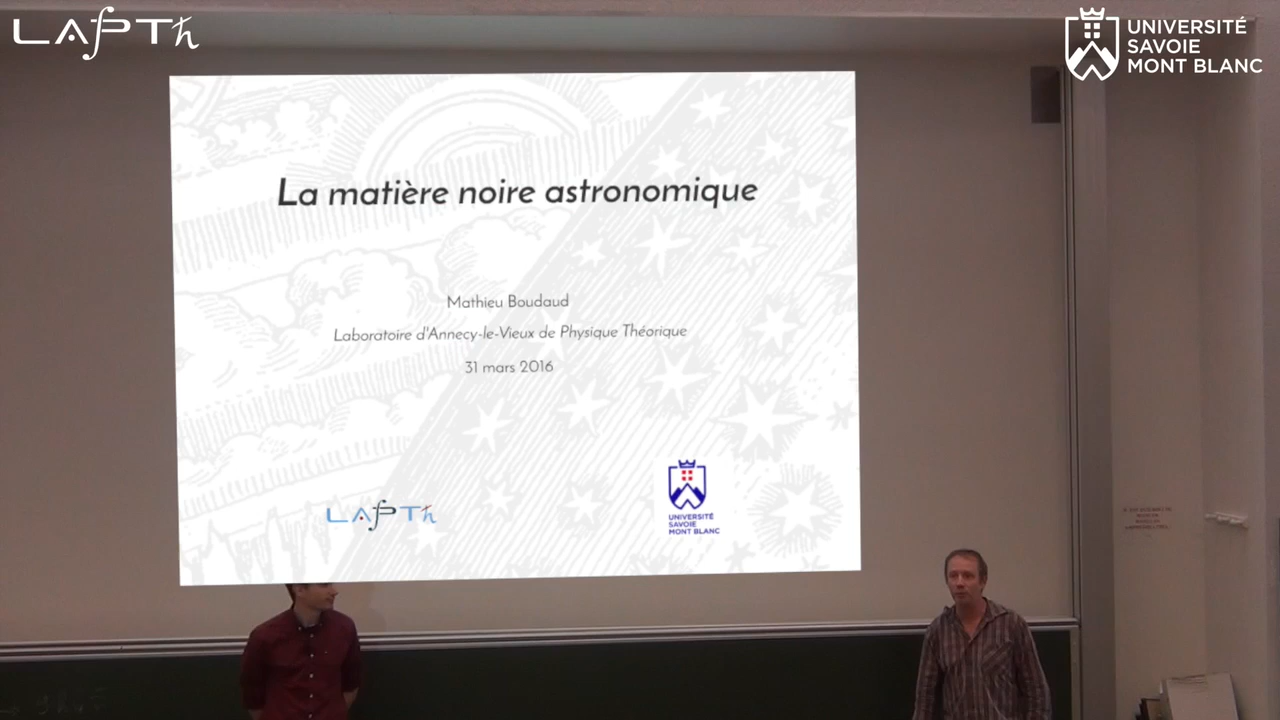 LAPTh
UNIVERSITÉ
SAVOIE
MONT BLANC
La matière noire astronomique
Mathieu Boudaud
Laboratoire d'Annecy-le-Vieux de Physique Théorique
31 mars 2016
LAPTh
UNIVERSITÉ
SAVOIE
MONT BLANC